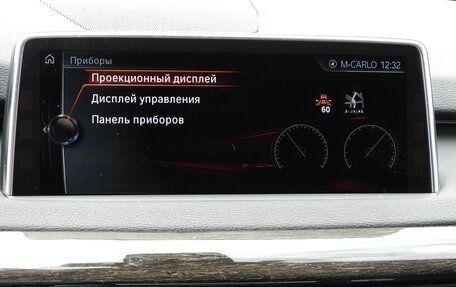 Приборы
M-CARLO 12:32
Проекционный дисплей
Дисплей управления
Панель приборов
60